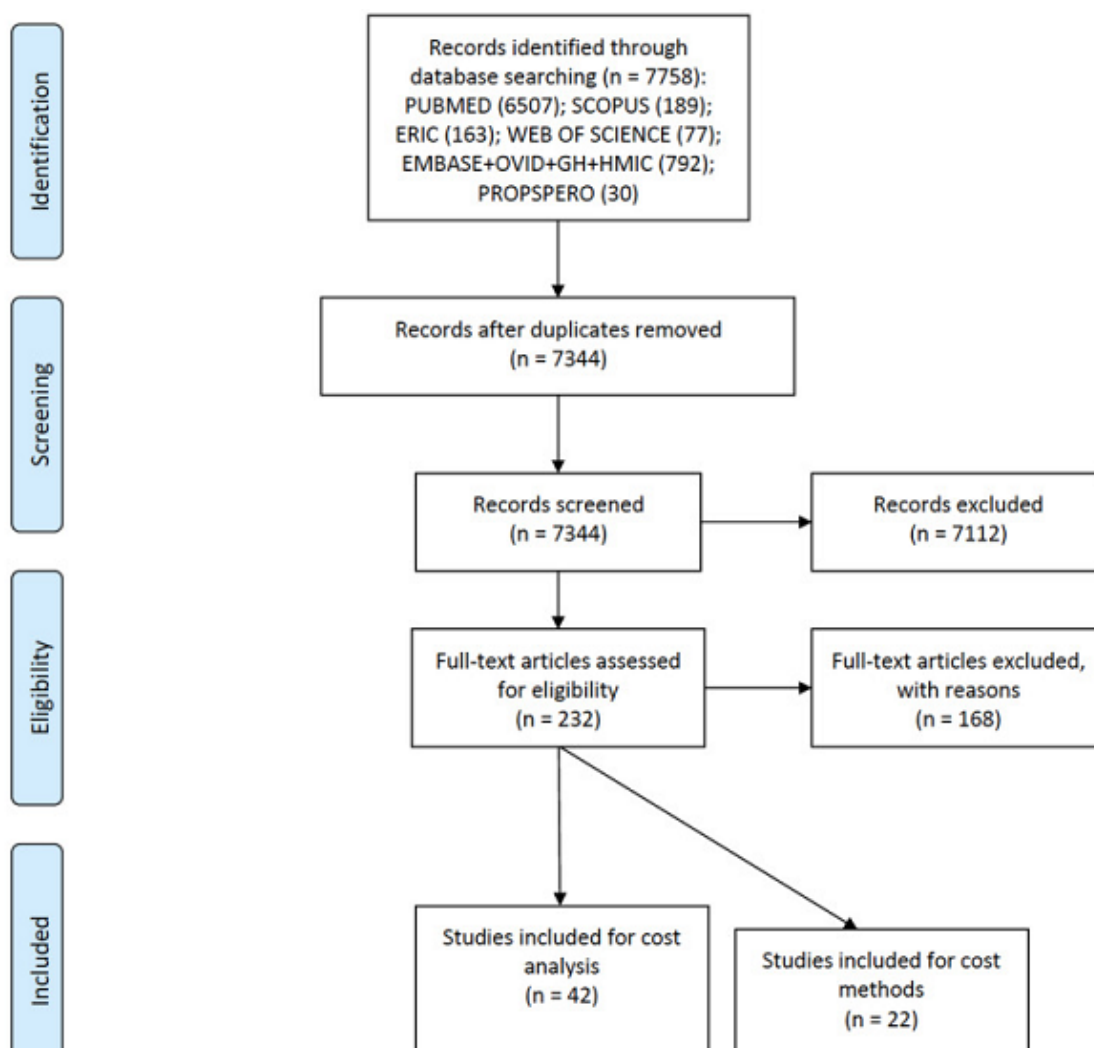 Identification
Records identified through
database searching (n = 7758):
PUBMED (6507); SCOPUS (189);
ERIC (163); WEB OF SCIENCE (77);
EMBASE+OVID+GH+HMIC (792);
PROPSPERO (30)
Screening
Records after duplicates removed
(n = 7344)
Records screened
(n = 7344)
Records excluded
(n = 7112)
Eligibility
Full-text articles assessed
for eligibility
(n = 232)
Full-text articles excluded,
with reasons
(n = 168)
Included
Studies included for cost
analysis
(n = 42)
Studies included for cost
methods
(n = 22)